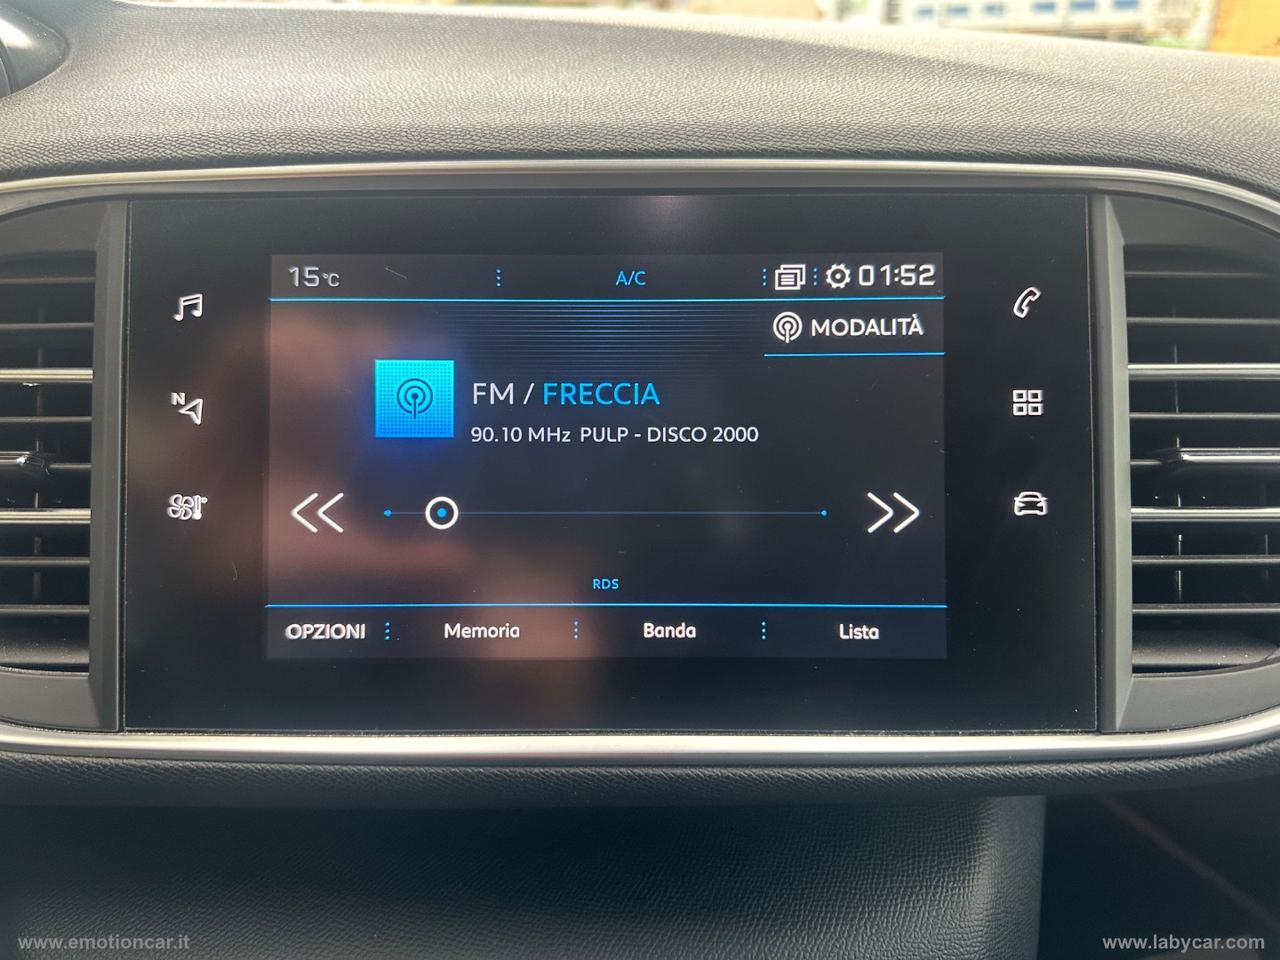 15°C A/C 01:52
MODALITÀ
FM / FRECCIA
90.10 MHz PULP - DISCO 2000
N
RDS
OPZIONI Memoria Banda Lista
www.emotioncar.it www.labycar.com